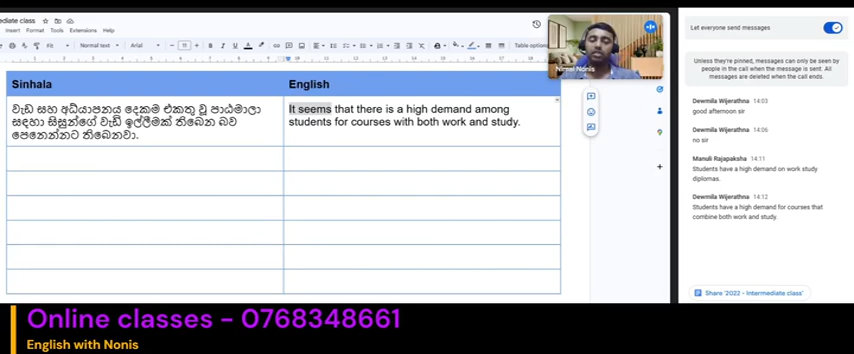 ediate class
Insert Format Tools Extensions Help
Normal text
Arial
11
Table options
Sinhala English
වැඩ සහ අධ්‍යාපනය දෙකම එකතු වූ පාඨමාලා
සඳහා සිසුන්ගේ වැඩි ඉල්ලීමක් තිබෙන බව
පෙනෙන්නට තිබෙනවා.
It seems that there is a high demand among
students for courses with both work and study.
Nimal Nonis
Let everyone send messages
Unless they're pinned, messages can only be seen by
people in the call when the message is sent. All
messages are deleted when the call ends.
Dewmila Wijerathna 14:03
good afternoon sir
Dewmila Wijerathna 14:06
no sir
Manuli Rajapaksha 14:11
Students have a high demand on work study
diplomas.
Dewmila Wijerathna 14:12
Students have a high demand for courses that
combine both work and study.
Share '2022 - Intermediate class'
Online classes - 0768348661
English with Nonis